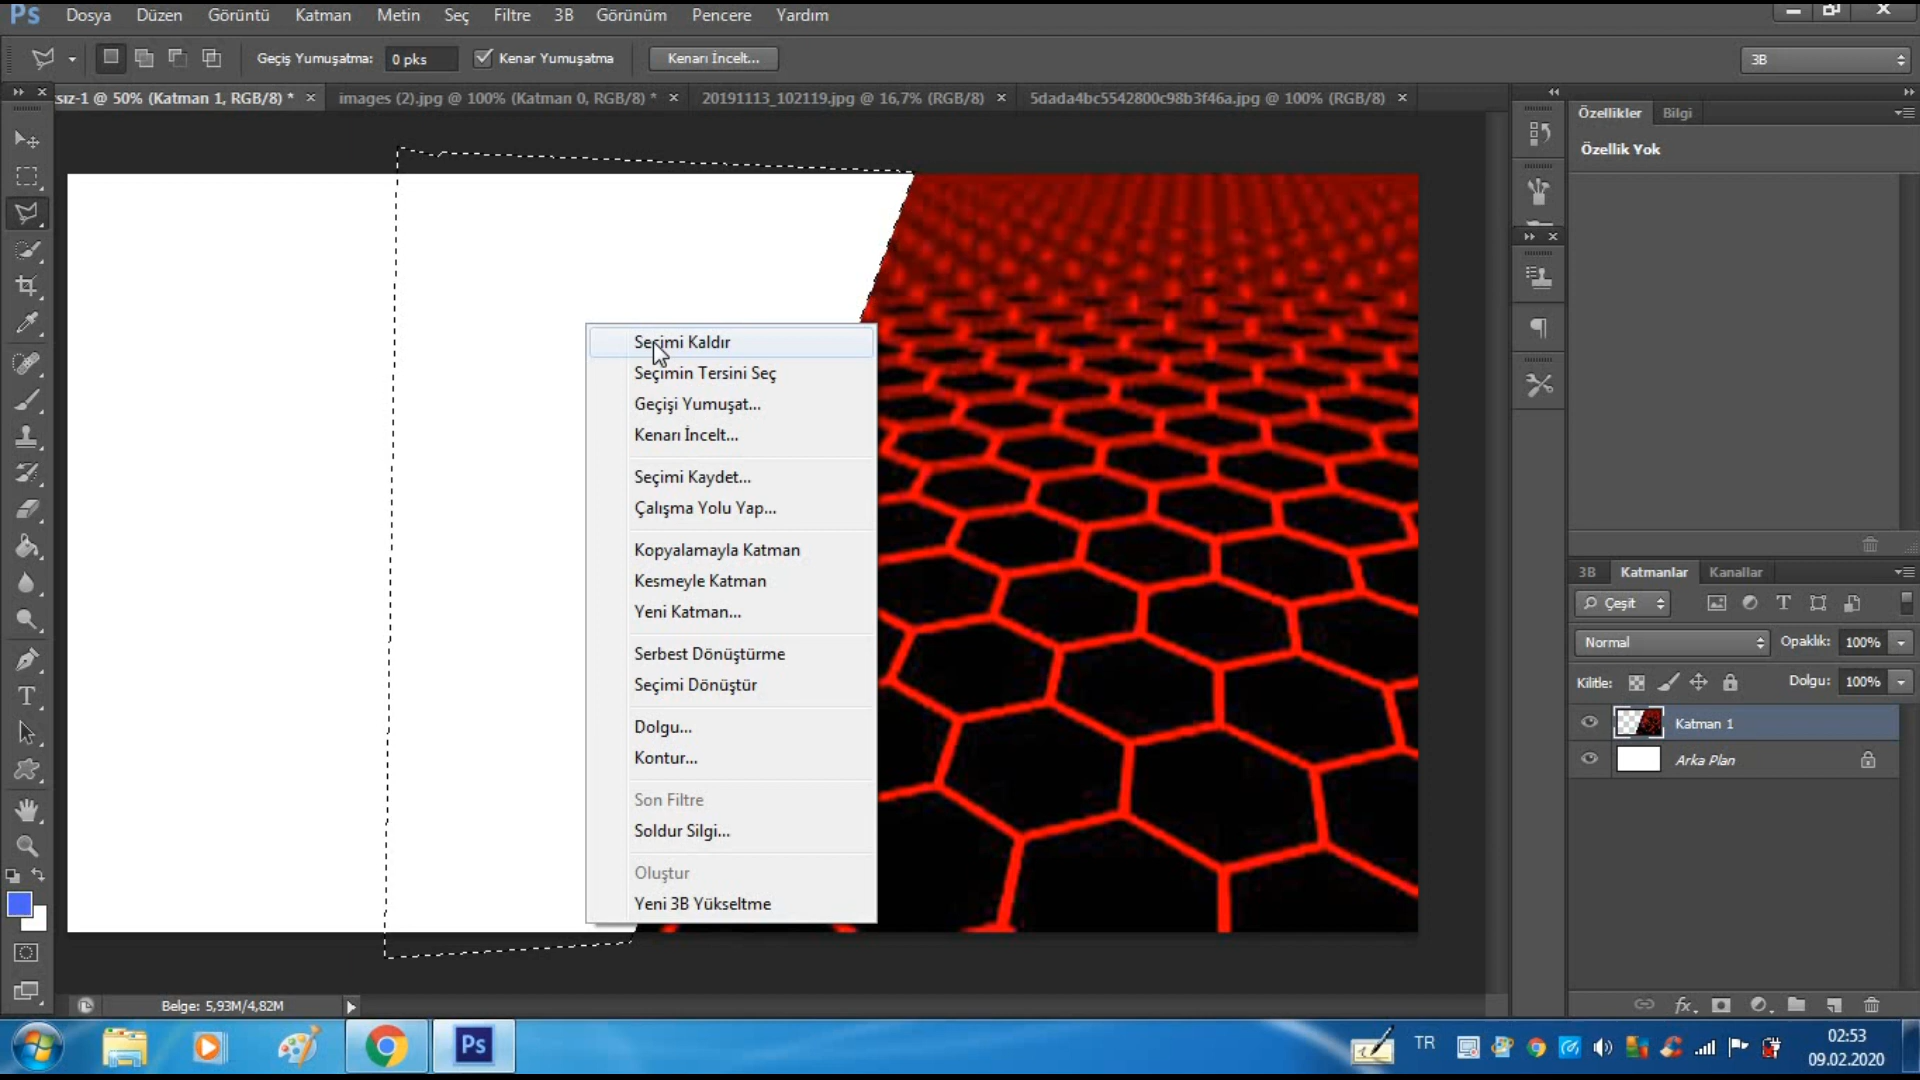 Ps Dosya Düzen Görüntü Katman Metin Seç Filtre 3B Görünüm Pencere Yardım
Geçiş Yumuşatma: 0 pks Kenar Yumuşatma Kenarı İncelt... 3B
sız-1 @ 50% (Katman 1, RGB/8) * images (2).jpg @ 100% (Katman 0, RGB/8) * 20191113_102119.jpg @ 16,7% (RGB/8) 5dada4bc5542800c98b3f46a.jpg @ 100% (RGB/8)
Özellikler Bilgi
Özellik Yok
Seçimi Kaldır
Seçimin Tersini Seç
Geçişi Yumuşat...
Kenarı İncelt...
Seçimi Kaydet...
Çalışma Yolu Yap...
Kopyalamayla Katman
Kesmeyle Katman
Yeni Katman...
Serbest Dönüştürme
Seçimi Dönüştür
Dolgu...
Kontur...
Son Filtre
Soldur Silgi...
Oluştur
Yeni 3B Yükseltme
3B Katmanlar Kanallar
Çeşit
Normal Opaklık: 100%
Kilitle: Dolgu: 100%
Katman 1
Arka Plan
Belge: 5,93M/4,82M
Ps
TR
02:53
09.02.2020